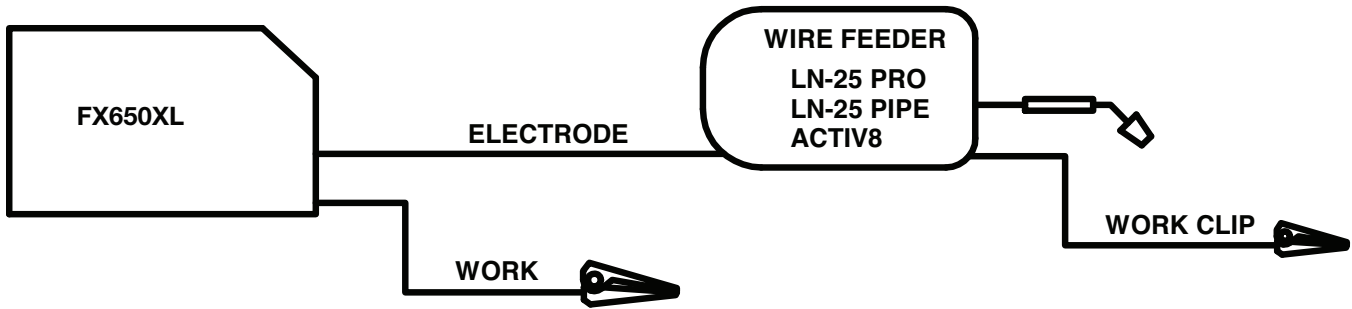 WIRE FEEDER
LN-25 PRO
LN-25 PIPE
ACTIV8
FX650XL
ELECTRODE
WORK CLIP
WORK